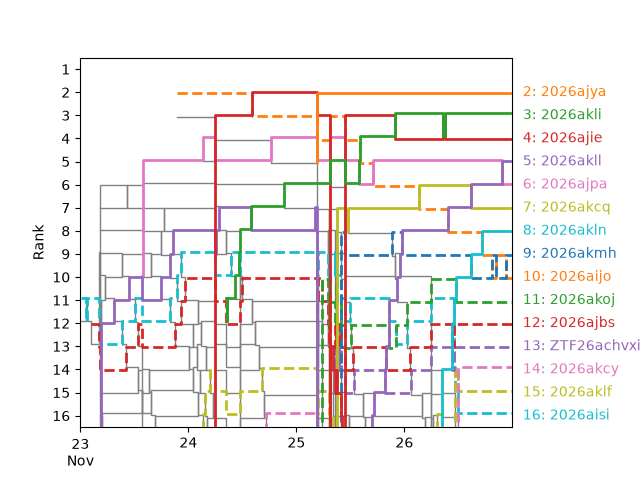 1
2
3
4
5
6
7
8
9
10
11
12
13
14
15
16
Rank
23
24
25
26
Nov
2: 2026ajya
3: 2026akli
4: 2026ajie
5: 2026akll
6: 2026ajpa
7: 2026akcq
8: 2026akln
9: 2026akmh
10: 2026aijo
11: 2026akoj
12: 2026ajbs
13: ZTF26achvxi
14: 2026akcy
15: 2026aklf
16: 2026aisi